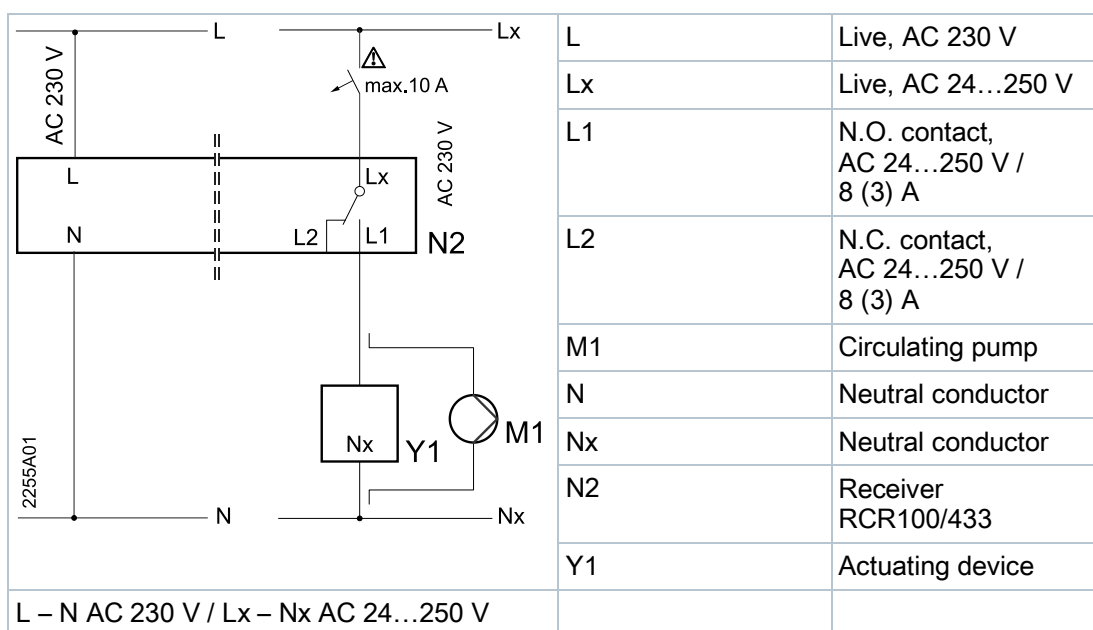 L
Lx
AC 230 V
⚠
max.10 A
AC 230 V
L
Lx
N
L2
L1
N2
Nx
Y1
M1
2255A01
N
Nx
L – N AC 230 V / Lx – Nx AC 24…250 V
L Live, AC 230 V
Lx Live, AC 24…250 V
L1 N.O. contact,
AC 24…250 V /
8 (3) A
L2 N.C. contact,
AC 24…250 V /
8 (3) A
M1 Circulating pump
N Neutral conductor
Nx Neutral conductor
N2 Receiver
RCR100/433
Y1 Actuating device